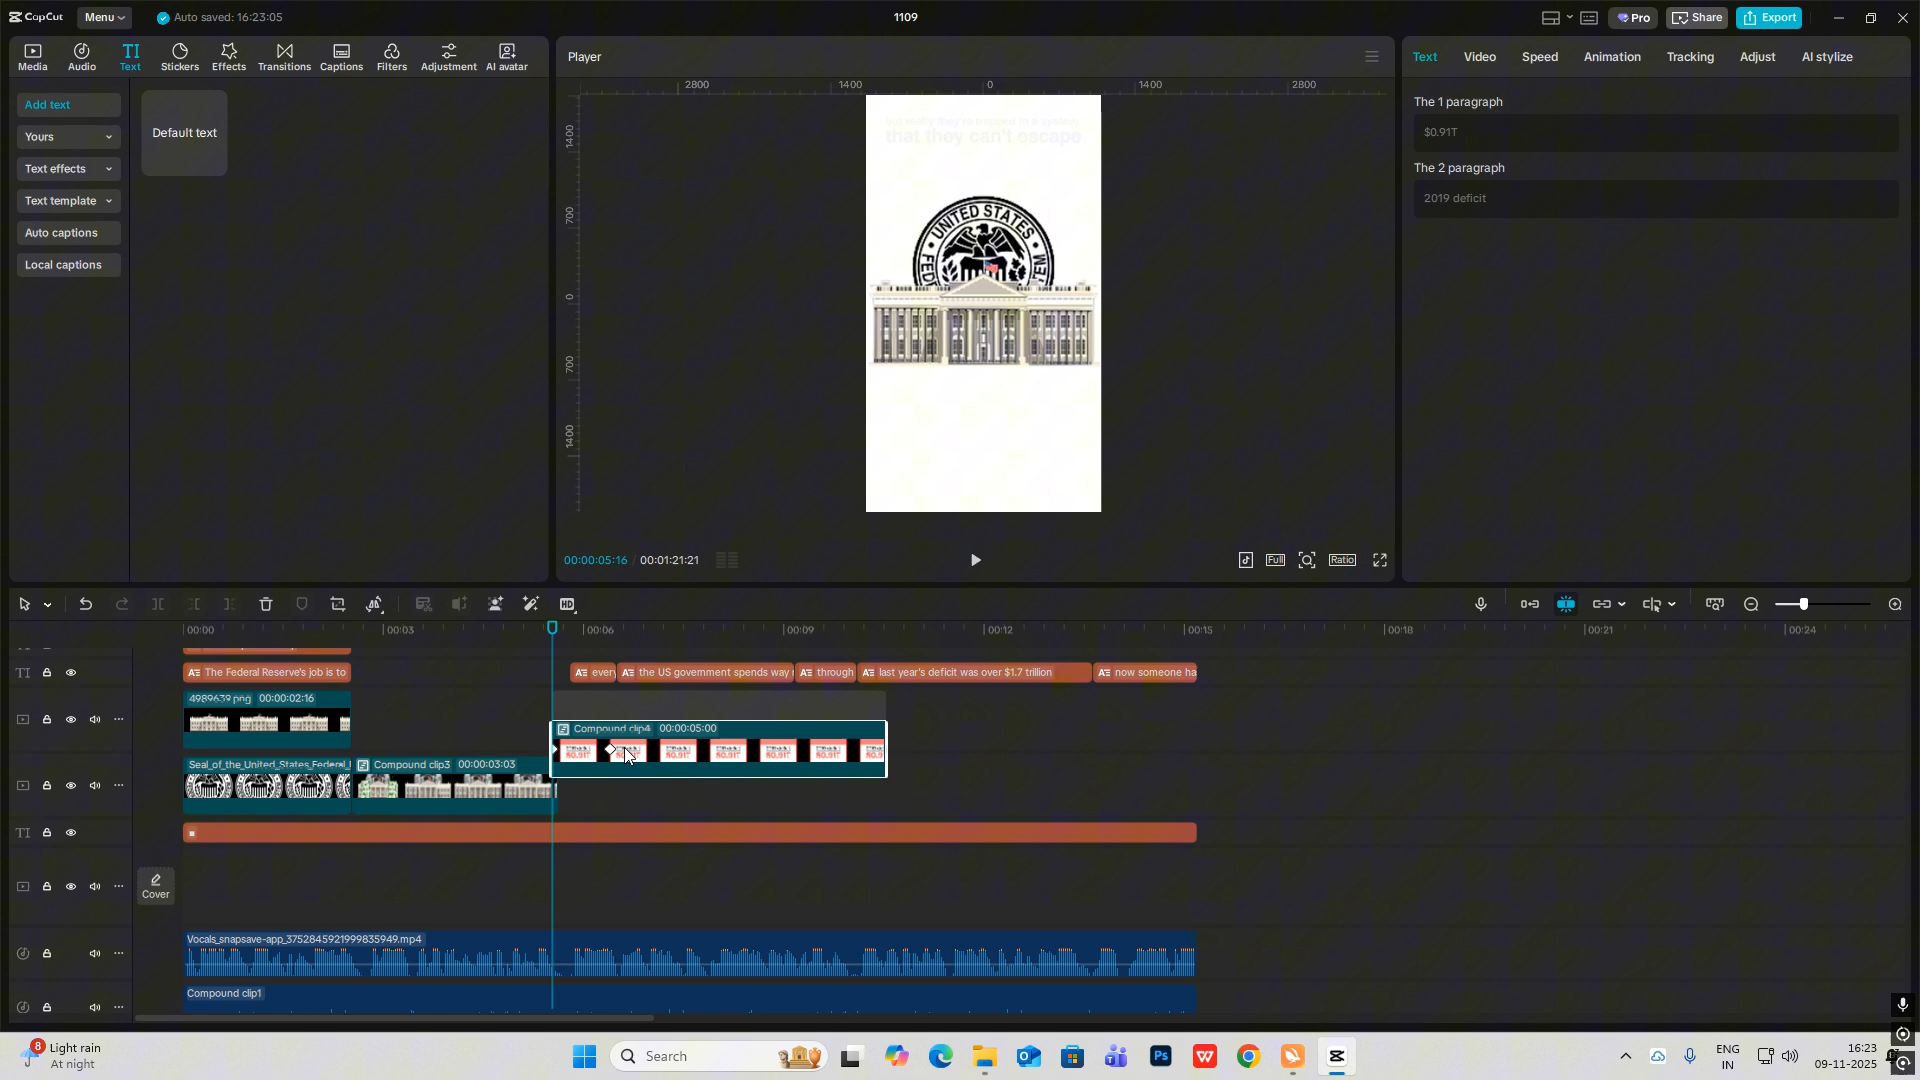 CapCut
Menu
Auto saved: 16:23:05
1109
Pro
Share
Export
Media
Audio
TI
Text
Stickers
Effects
Transitions
Captions
Filters
Adjustment
AI avatar
Add text
Yours
Text effects
Text template
Auto captions
Local captions
Default text
Player
2800
1400
0
1400
2800
1400
700
0
700
1400
but really they're trapped in a system
that they can't escape
UNITED STATES
00:00:05:16 / 00:01:21:21
Full
Ratio
Text
Video
Speed
Animation
Tracking
Adjust
AI stylize
The 1 paragraph
$0.91T
The 2 paragraph
2019 deficit
HD
00:00
00:03
00:06
00:09
00:12
00:15
00:18
00:21
00:24
TI
The Federal Reserve's job is to
every
the US government spends way
through
last year's deficit was over $1.7 trillion
now someone ha
4989639.png 00:00:02:16
Compound clip4 00:00:05:00
Seal_of_the_United_States_Federal_
Compound clip3 00:00:03:03
TI
Cover
Vocals_snapsave-app_3752845921999835949.mp4
Compound clip1
8
Light rain
At night
Search
Ps
W
ENG
IN
16:23
09-11-2025